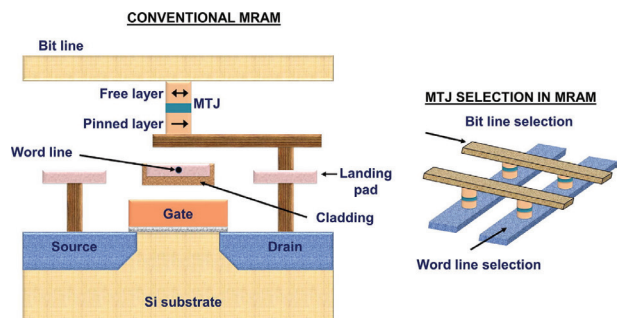 CONVENTIONAL MRAM
Bit line
Free layer
MTJ
Pinned layer
Word line
Landing
pad
Cladding
Gate
Source
Drain
Si substrate
MTJ SELECTION IN MRAM
Bit line selection
Word line selection